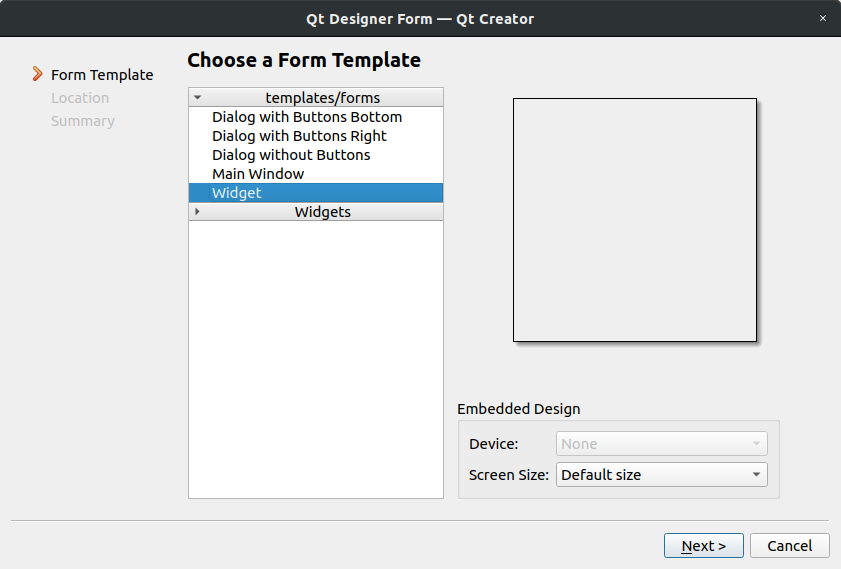 Qt Designer Form — Qt Creator
Form Template
Location
Summary
Choose a Form Template
templates/forms
Dialog with Buttons Bottom
Dialog with Buttons Right
Dialog without Buttons
Main Window
Widget
Widgets
Embedded Design
Device: None
Screen Size: Default size
Next > Cancel